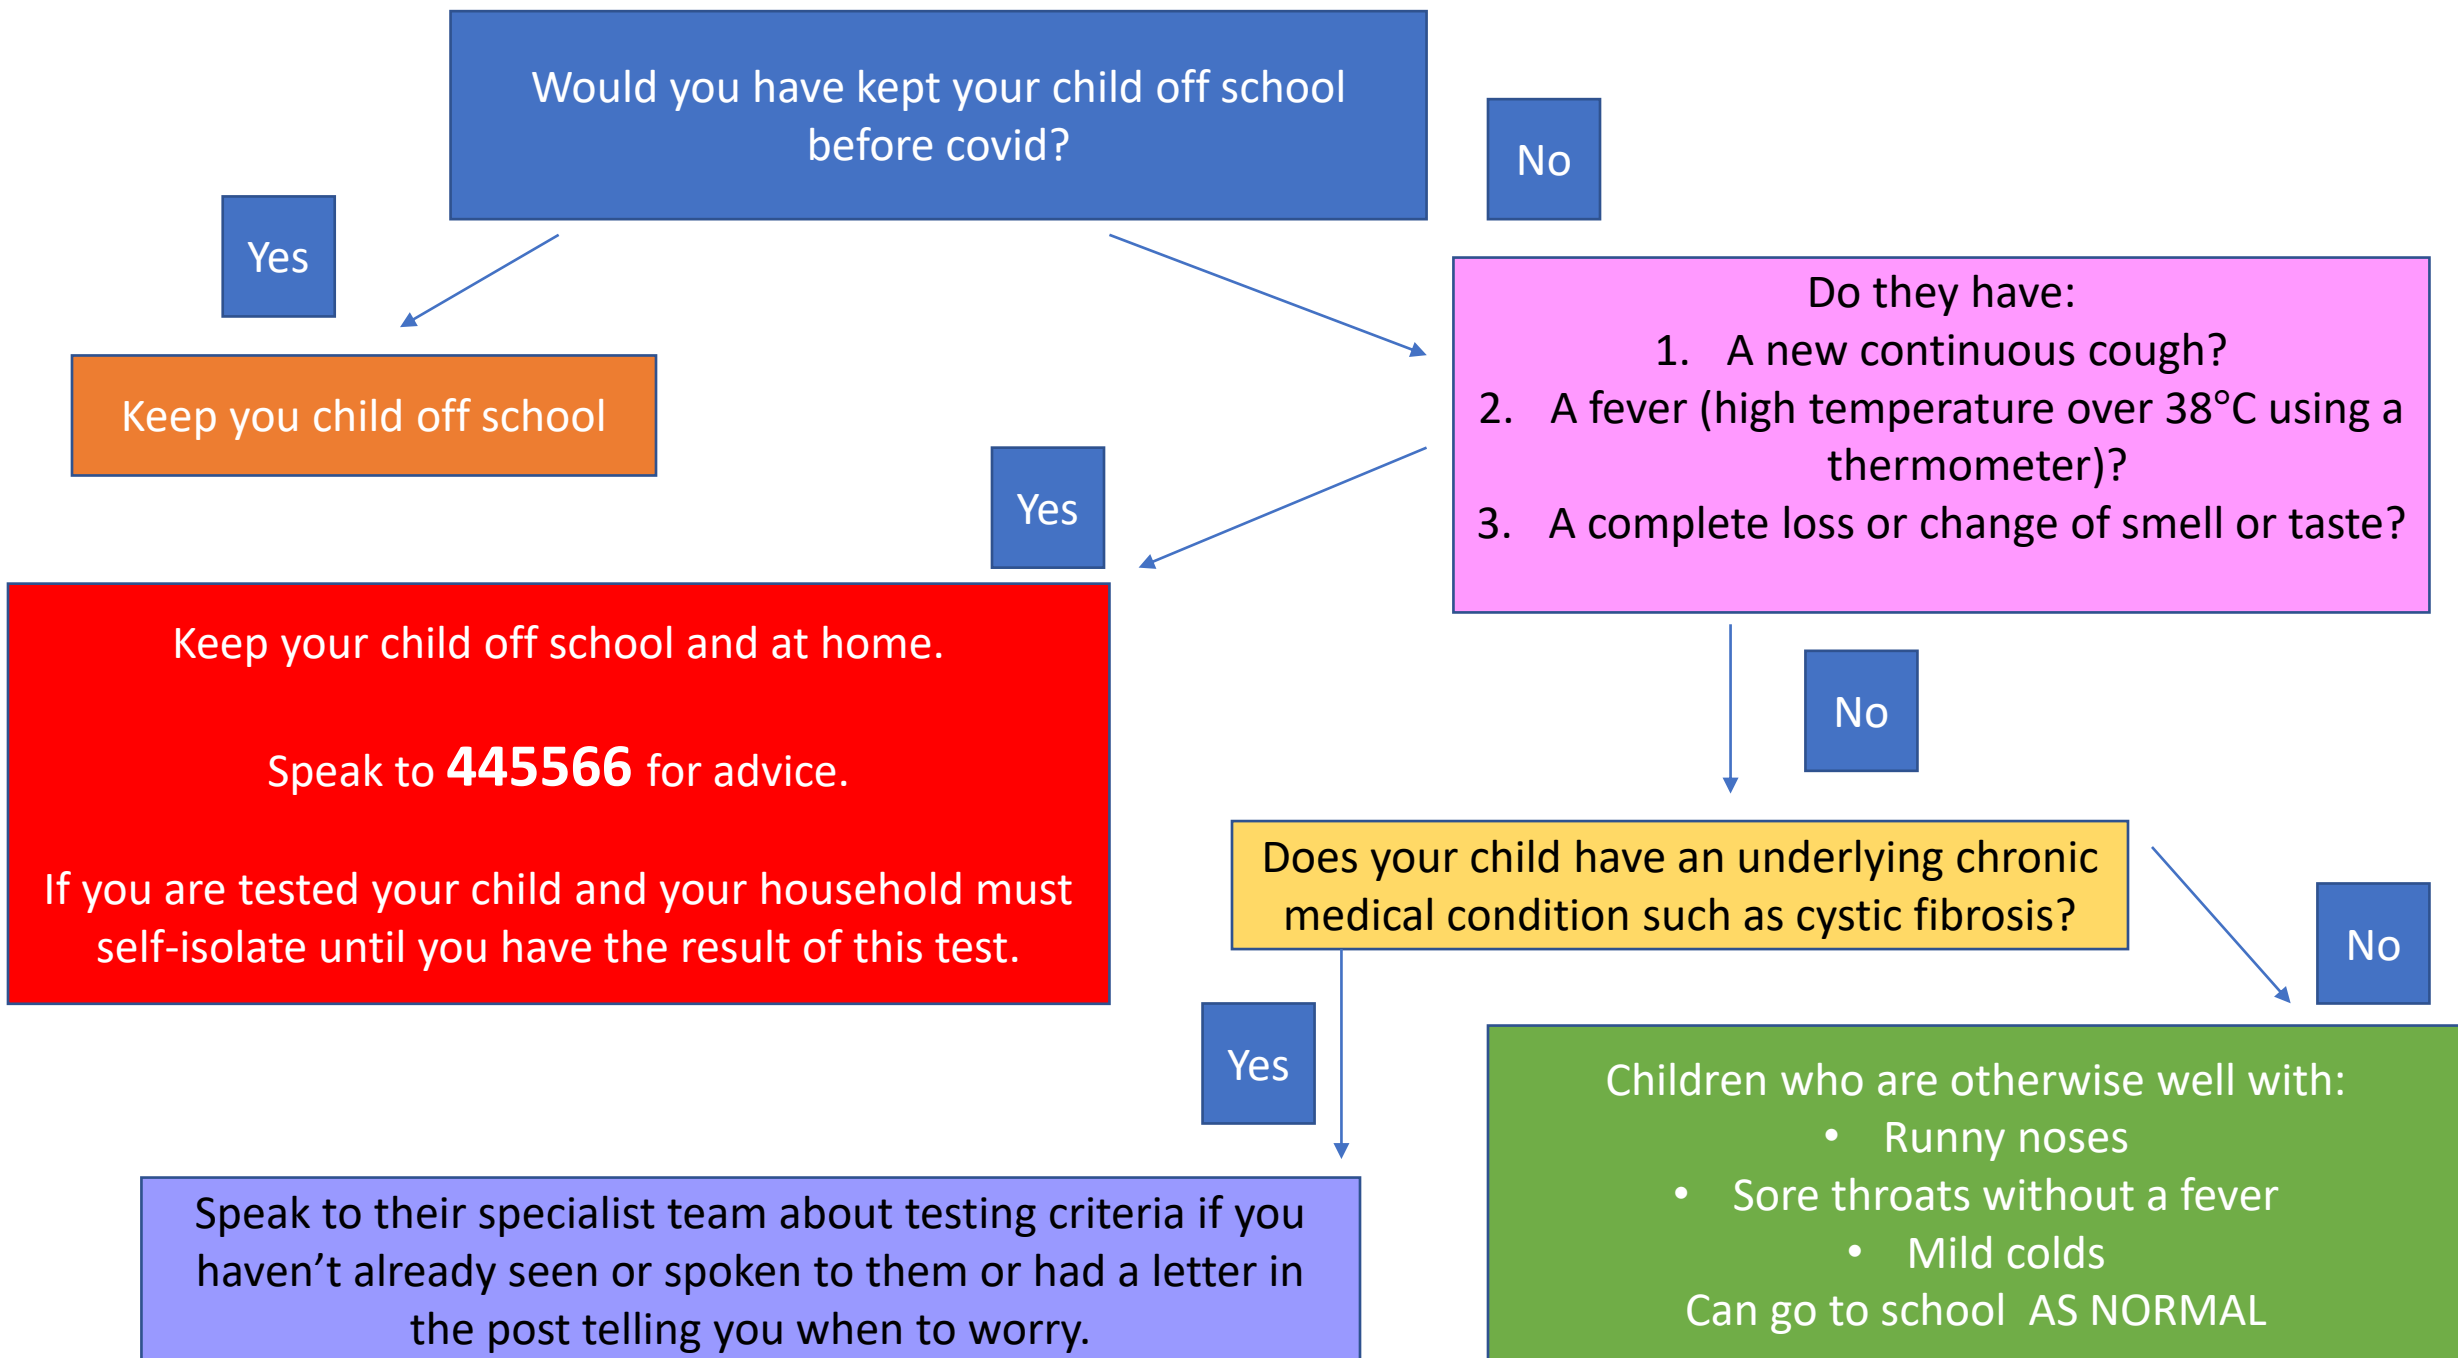 Would you have kept your child off school
before covid?
No
Yes
Do they have:
1. A new continuous cough?
2. A fever (high temperature over 38°C using a
thermometer)?
3. A complete loss or change of smell or taste?
Keep you child off school
Yes
Keep your child off school and at home.
Speak to 445566 for advice.
If you are tested your child and your household must
self-isolate until you have the result of this test.
No
Does your child have an underlying chronic
medical condition such as cystic fibrosis?
No
Yes
Children who are otherwise well with:
• Runny noses
• Sore throats without a fever
• Mild colds
Can go to school AS NORMAL
Speak to their specialist team about testing criteria if you
haven’t already seen or spoken to them or had a letter in
the post telling you when to worry.